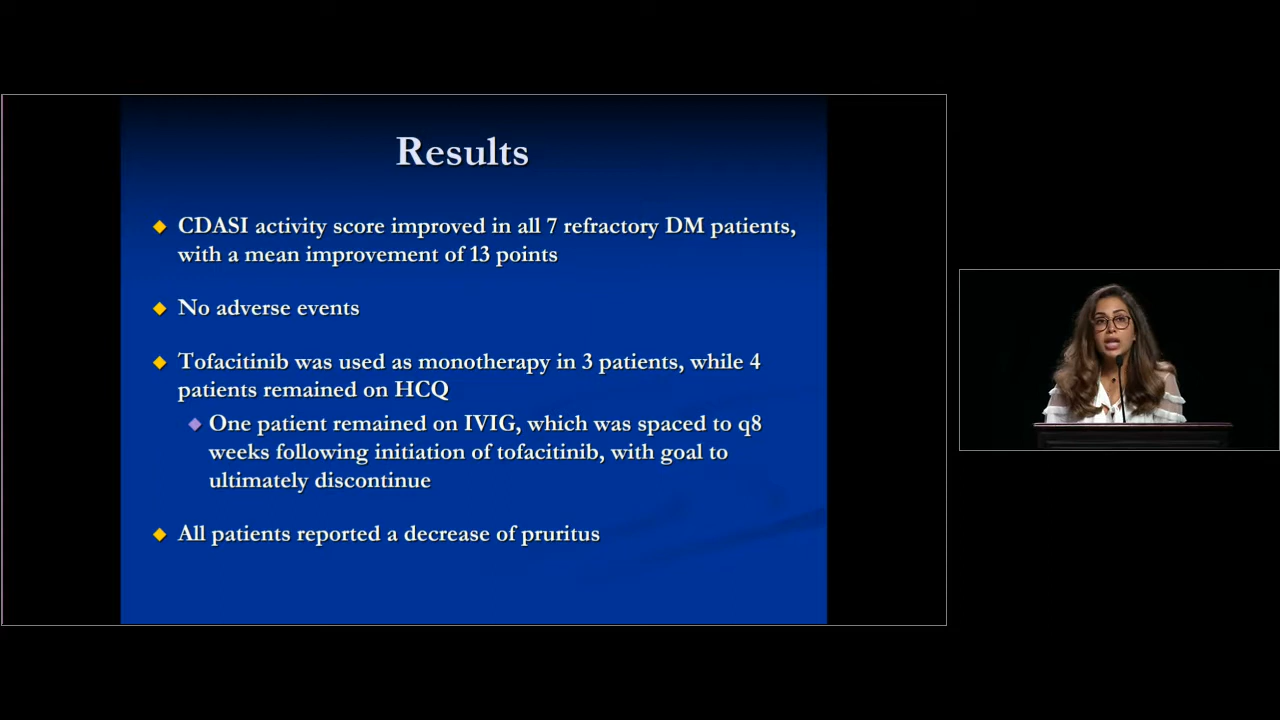 Results
CDASI activity score improved in all 7 refractory DM patients,
with a mean improvement of 13 points
No adverse events
Tofacitinib was used as monotherapy in 3 patients, while 4
patients remained on HCQ
One patient remained on IVIG, which was spaced to q8
weeks following initiation of tofacitinib, with goal to
ultimately discontinue
All patients reported a decrease of pruritus